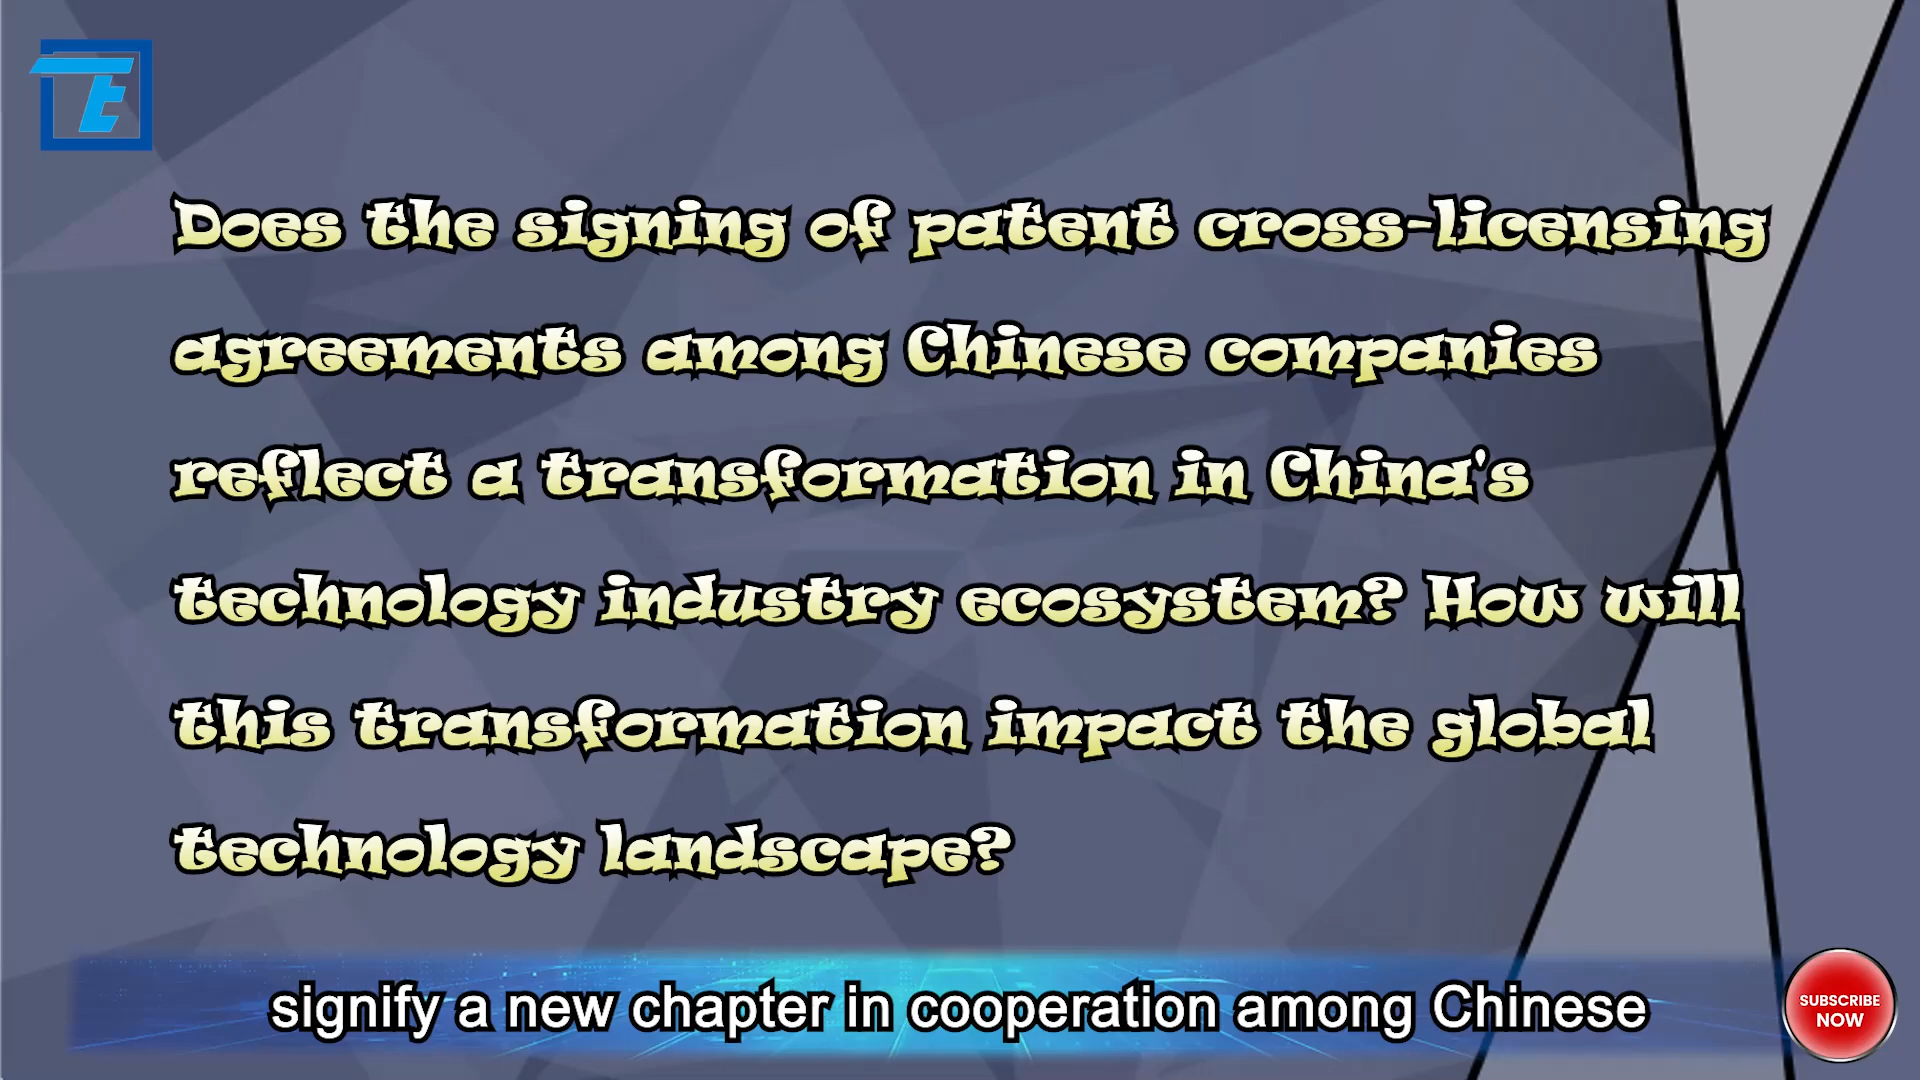 Does the signing of patent cross-licensing
agreements among Chinese companies
reflect a transformation in China's
technology industry ecosystem? How will
this transformation impact the global
technology landscape?
signify a new chapter in cooperation among Chinese
SUBSCRIBE
NOW